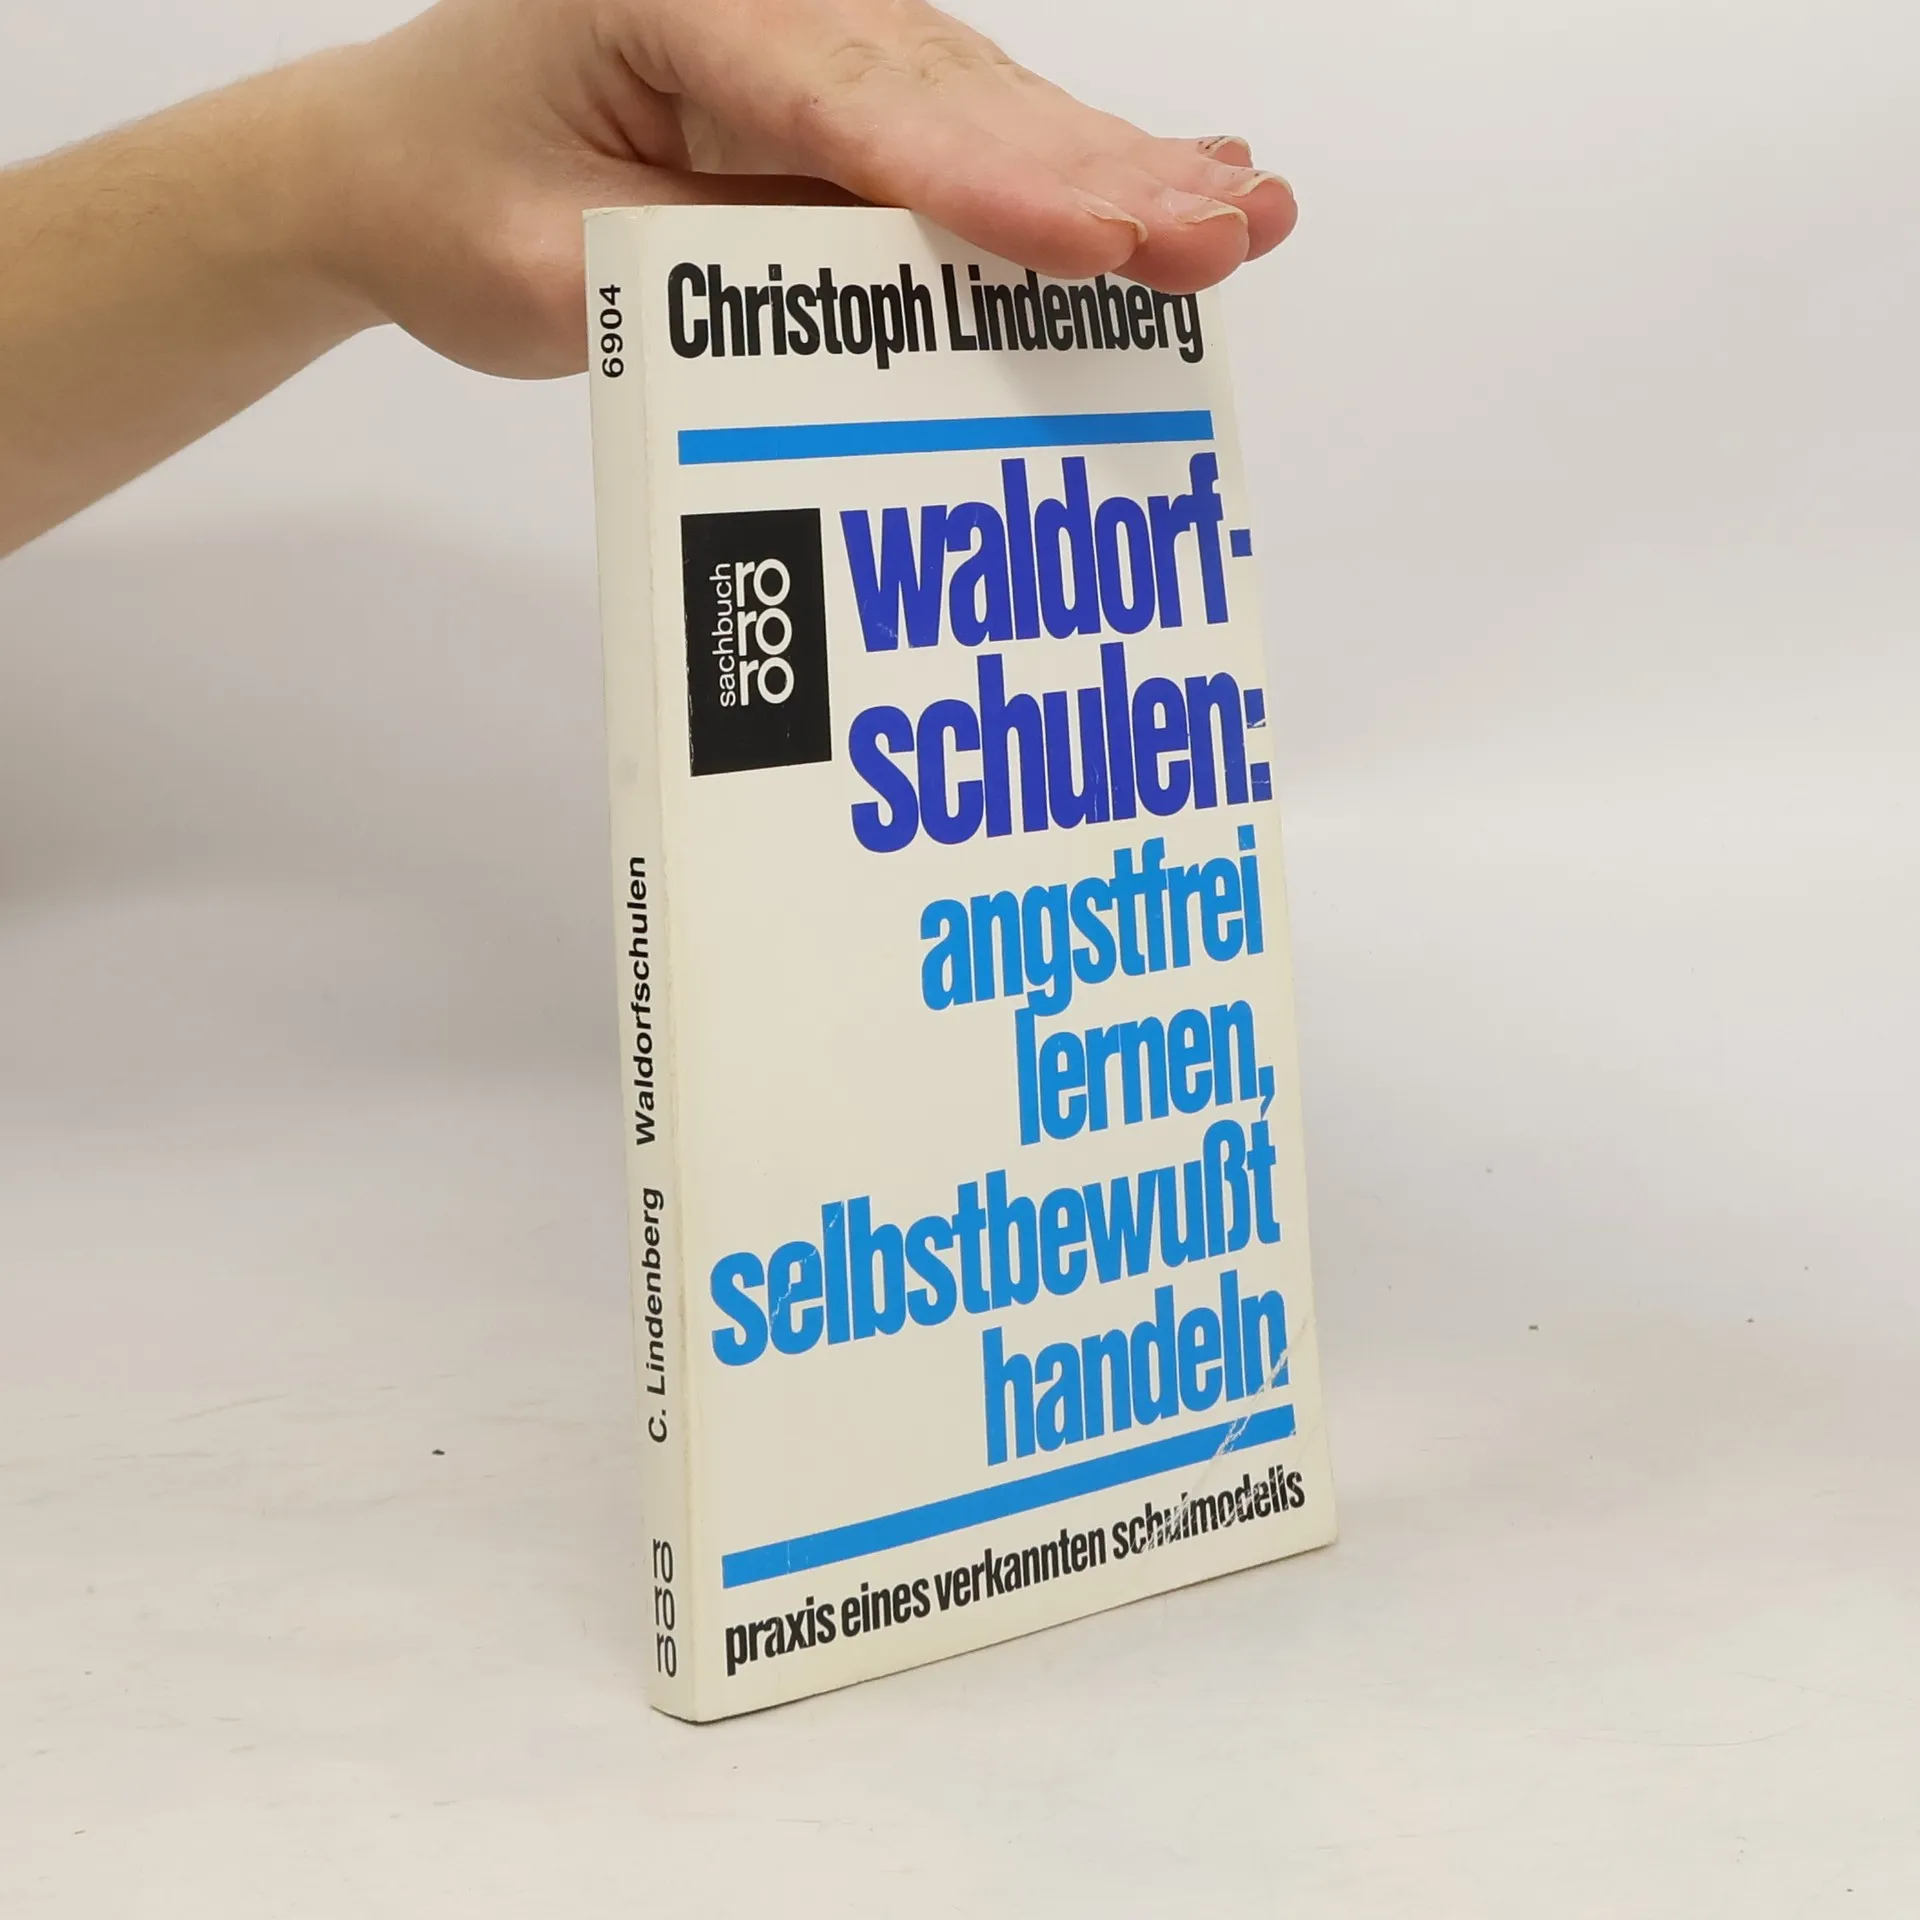 Christoph Lindenberg
sachbuch
ro
ro
ro
waldorf-
schulen:
angstfrei
lernen,
selbstbewußt
handeln
praxis eines verkannten schulmodells
6904
C. Lindenberg Waldorfschulen
ro
ro
ro